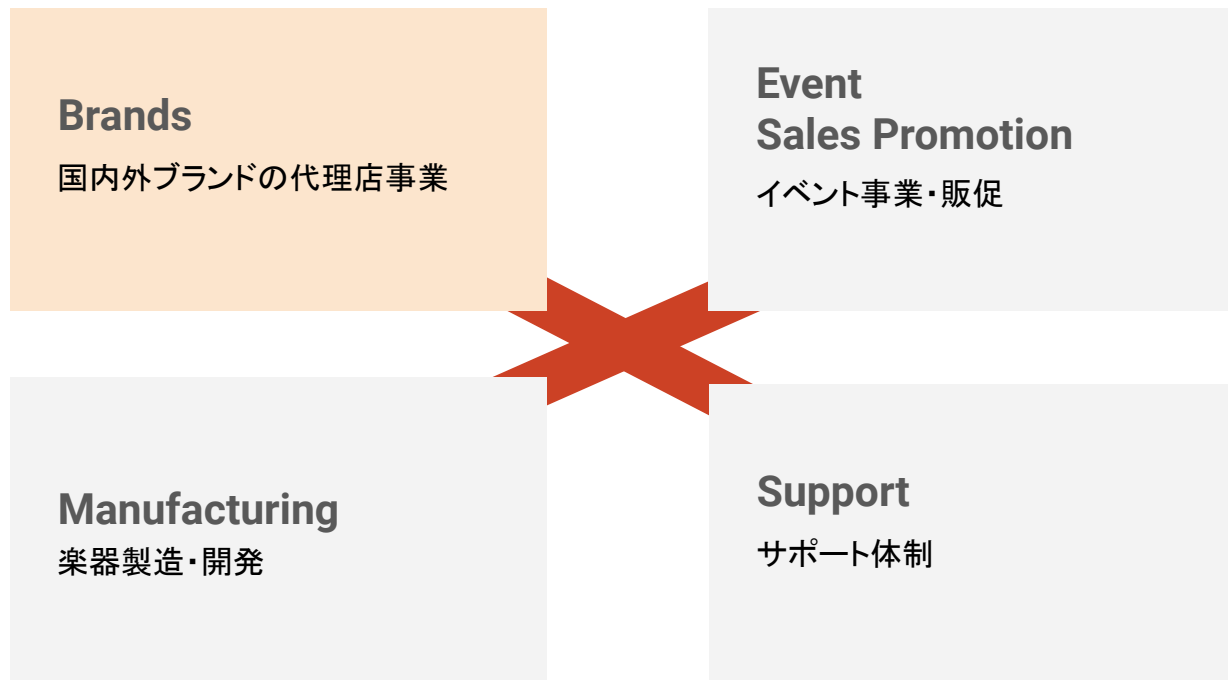 Brands
国内外ブランドの代理店事業
Event
Sales Promotion
イベント事業・販促
Manufacturing
楽器製造・開発
Support
サポート体制